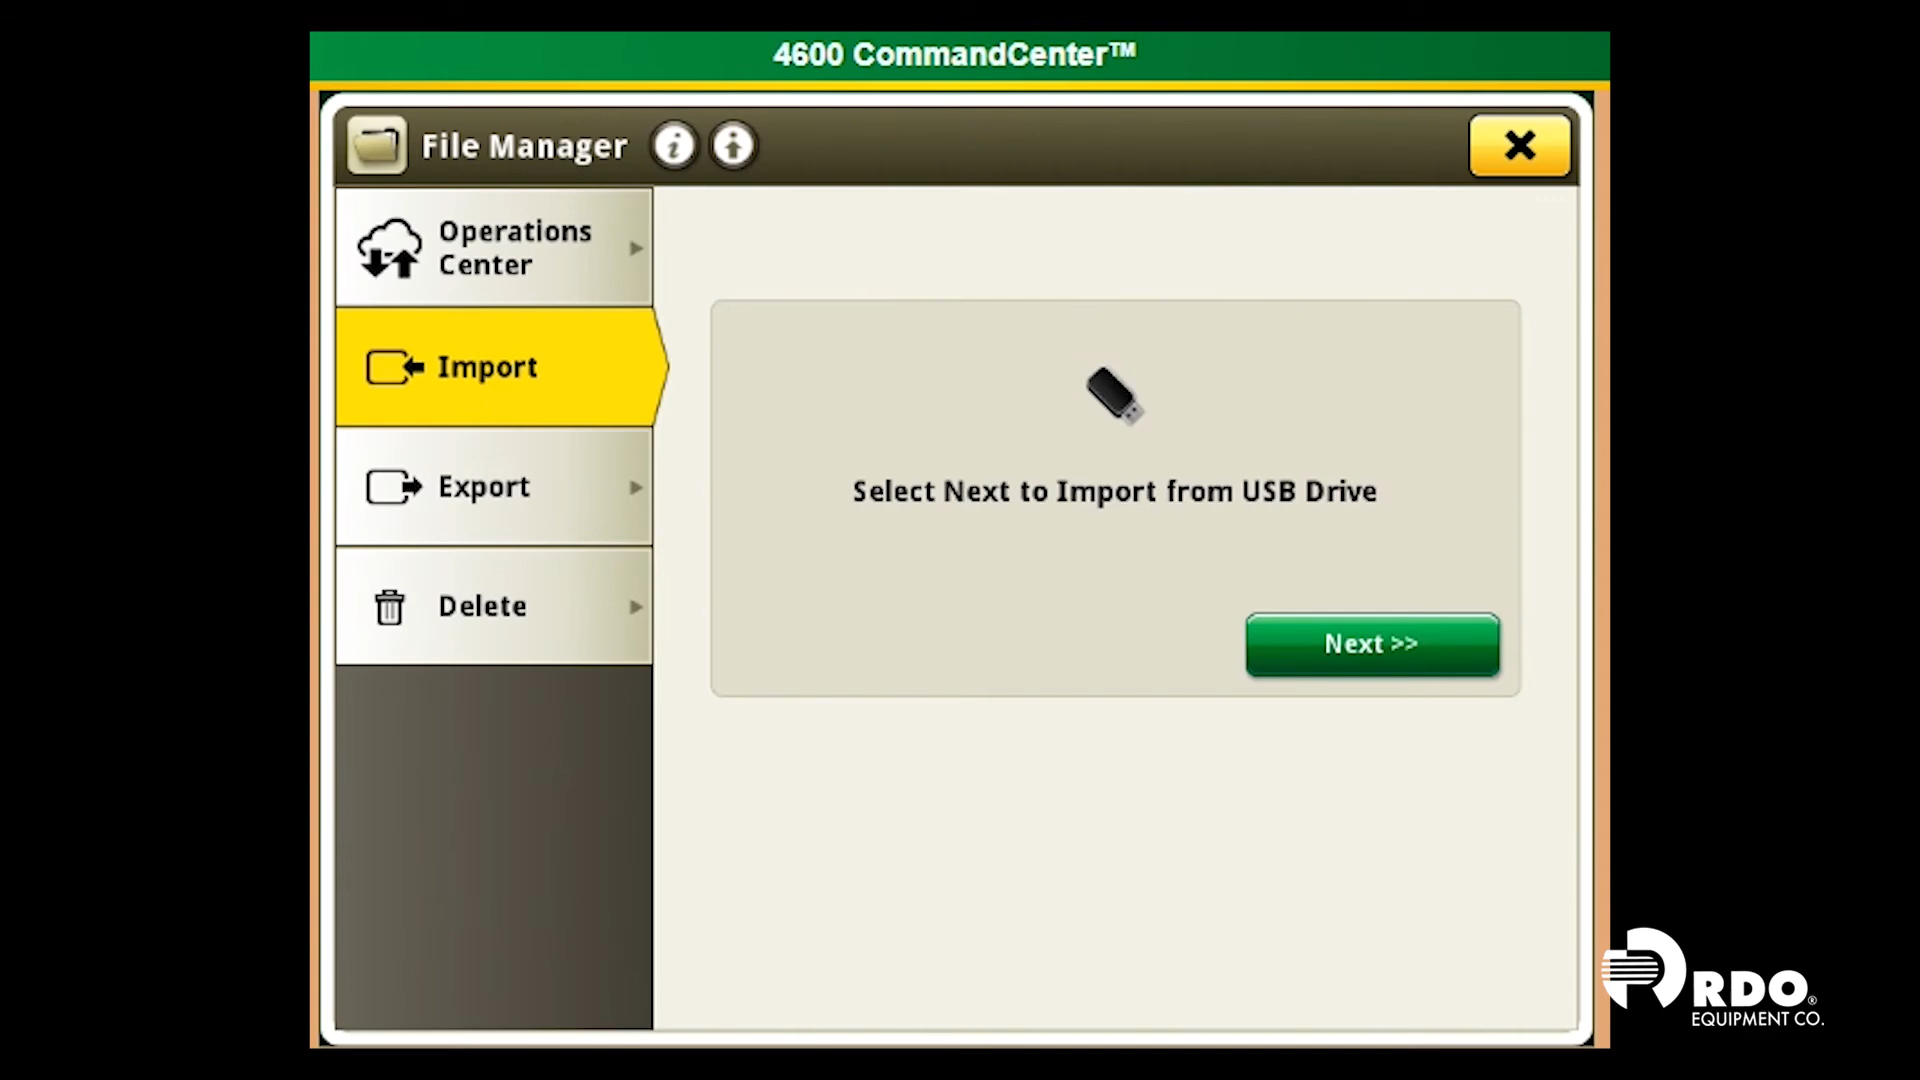 4600 CommandCenter™
File Manager
Operations
Center
Import
Export
Delete
Select Next to Import from USB Drive
Next >>
RDO®
EQUIPMENT CO.